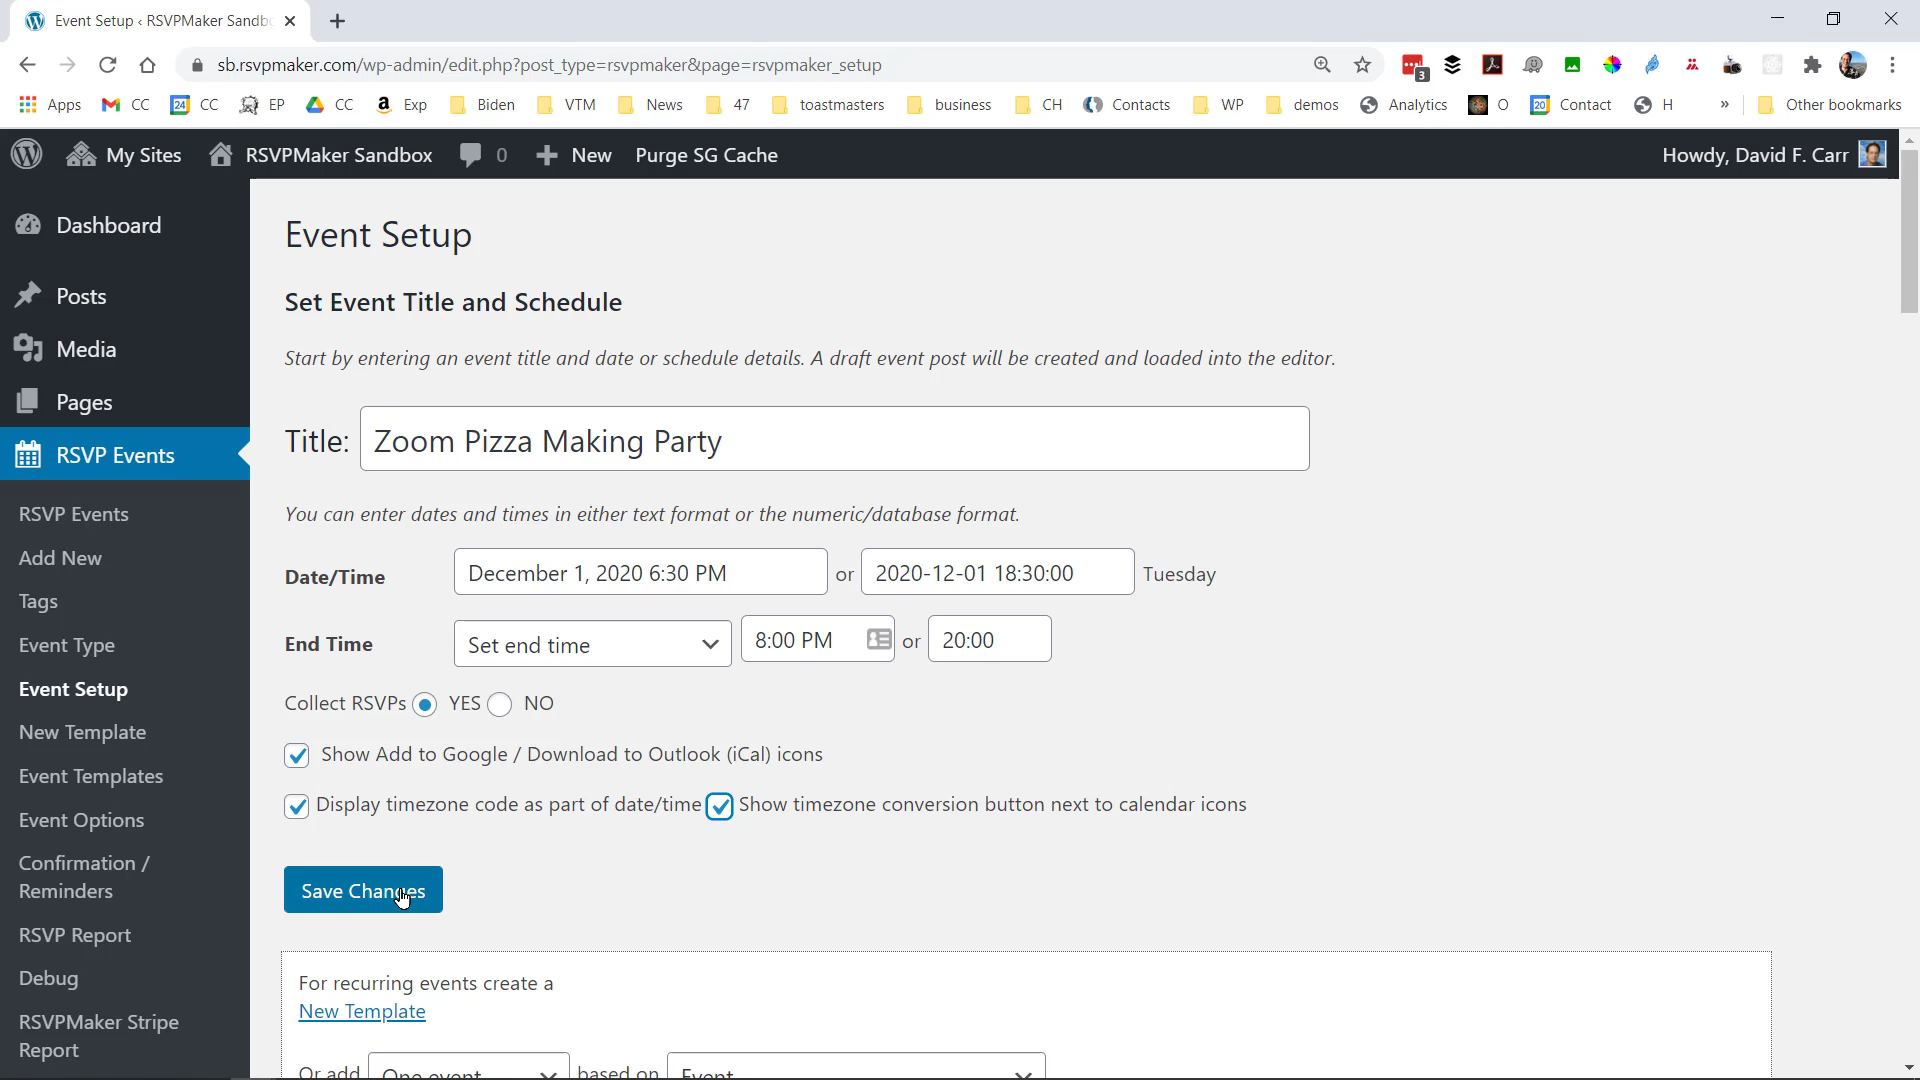 Event Setup ‹ RSVPMaker Sandb
sb.rsvpmaker.com/wp-admin/edit.php?post_type=rsvpmaker&page=rsvpmaker_setup
3
Apps CC 24 CC EP CC Exp Biden VTM News 47 toastmasters business CH Contacts WP demos Analytics O 20 Contact H » Other bookmarks
My Sites RSVPMaker Sandbox 0 New Purge SG Cache Howdy, David F. Carr
Dashboard
Posts
Media
Pages
RSVP Events
RSVP Events
Add New
Tags
Event Type
Event Setup
New Template
Event Templates
Event Options
Confirmation /
Reminders
RSVP Report
Debug
RSVPMaker Stripe
Report
Event Setup
Set Event Title and Schedule
Start by entering an event title and date or schedule details. A draft event post will be created and loaded into the editor.
Title: Zoom Pizza Making Party
You can enter dates and times in either text format or the numeric/database format.
Date/Time December 1, 2020 6:30 PM or 2020-12-01 18:30:00 Tuesday
End Time Set end time 8:00 PM or 20:00
Collect RSVPs YES NO
Show Add to Google / Download to Outlook (iCal) icons
Display timezone code as part of date/time Show timezone conversion button next to calendar icons
Save Changes
For recurring events create a
New Template
Or add One event based on Event